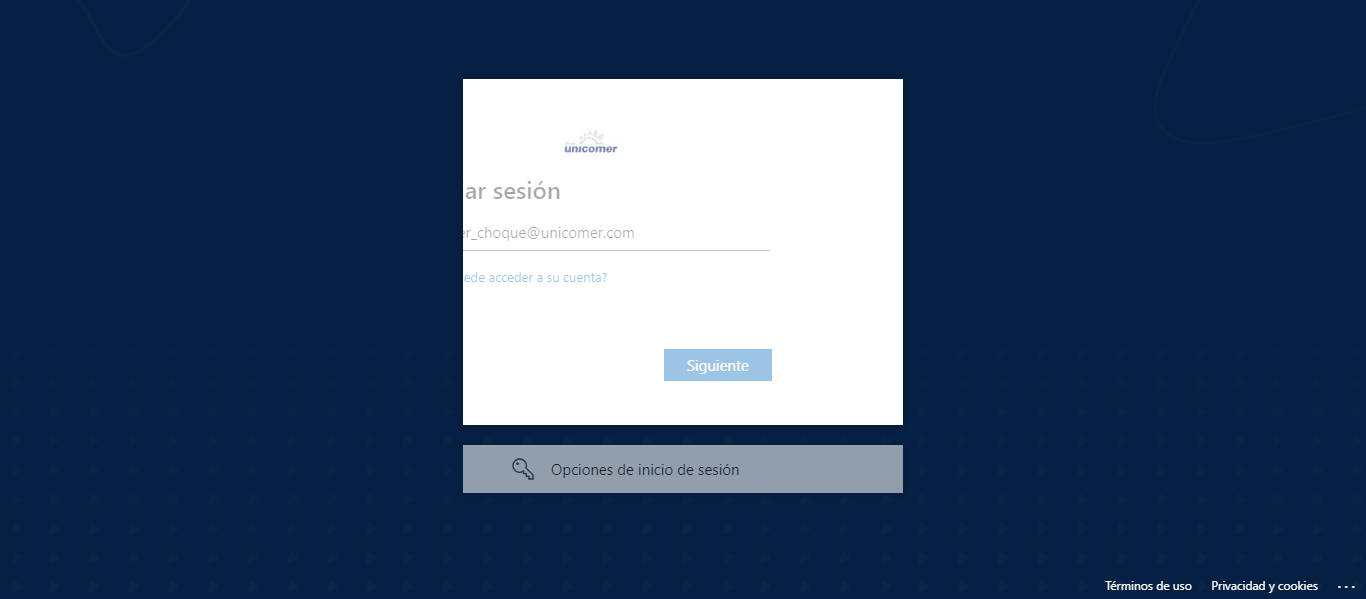 unicomer
ar sesión
er_choque@unicomer.com
ede acceder a su cuenta?
Siguiente
Opciones de inicio de sesión
Términos de uso Privacidad y cookies ...